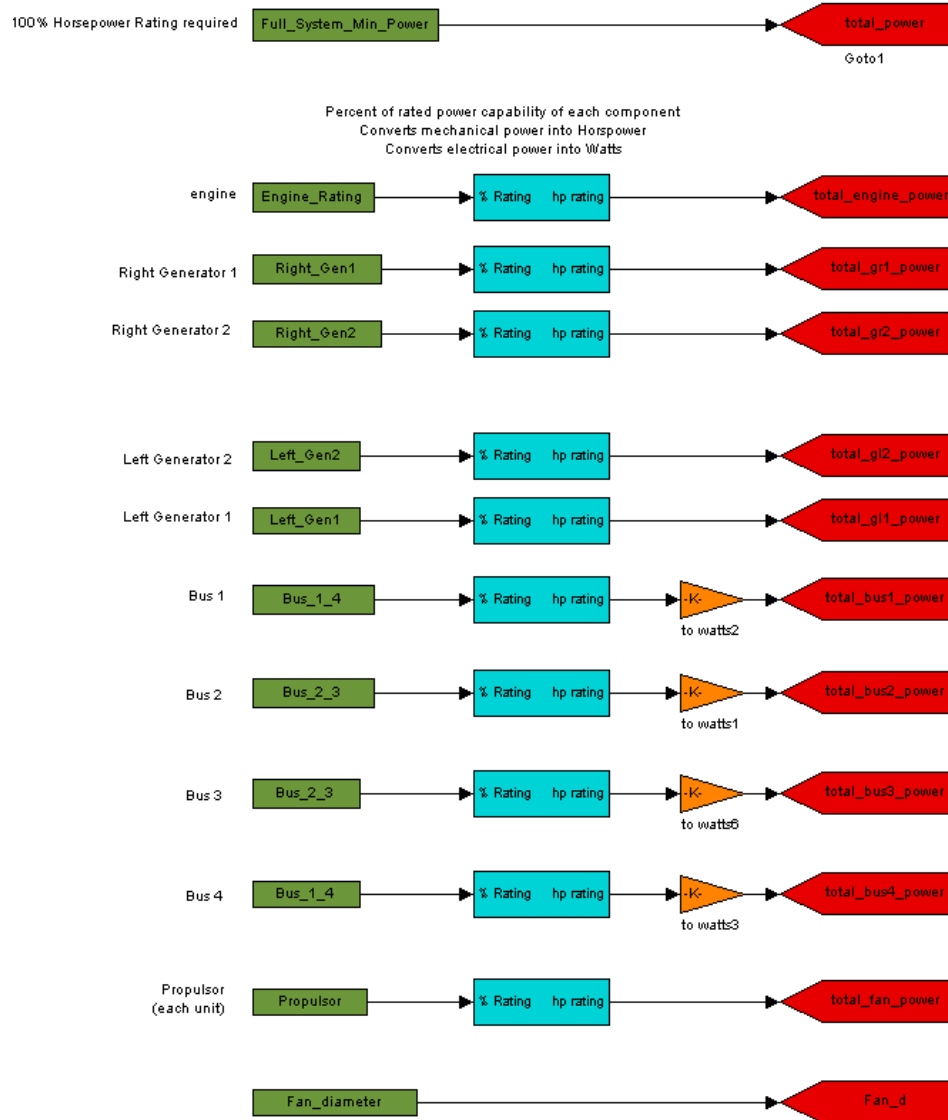 100% Horsepower Rating required Full_System_Min_Power total_power
Goto1
Percent of rated power capability of each component
Converts mechanical power into Horspower
Converts electrical power into Watts
engine Engine_Rating % Rating hp rating total_engine_power
Right Generator 1 Right_Gen1 % Rating hp rating total_gr1_power
Right Generator 2 Right_Gen2 % Rating hp rating total_gr2_power
Left Generator 2 Left_Gen2 % Rating hp rating total_gl2_power
Left Generator 1 Left_Gen1 % Rating hp rating total_gl1_power
Bus 1 Bus_1_4 % Rating hp rating -K- total_bus1_power
to watts2
Bus 2 Bus_2_3 % Rating hp rating -K- total_bus2_power
to watts1
Bus 3 Bus_2_3 % Rating hp rating -K- total_bus3_power
to watts6
Bus 4 Bus_1_4 % Rating hp rating -K- total_bus4_power
to watts3
Propulsor
(each unit) Propulsor % Rating hp rating total_fan_power
Fan_diameter Fan_d